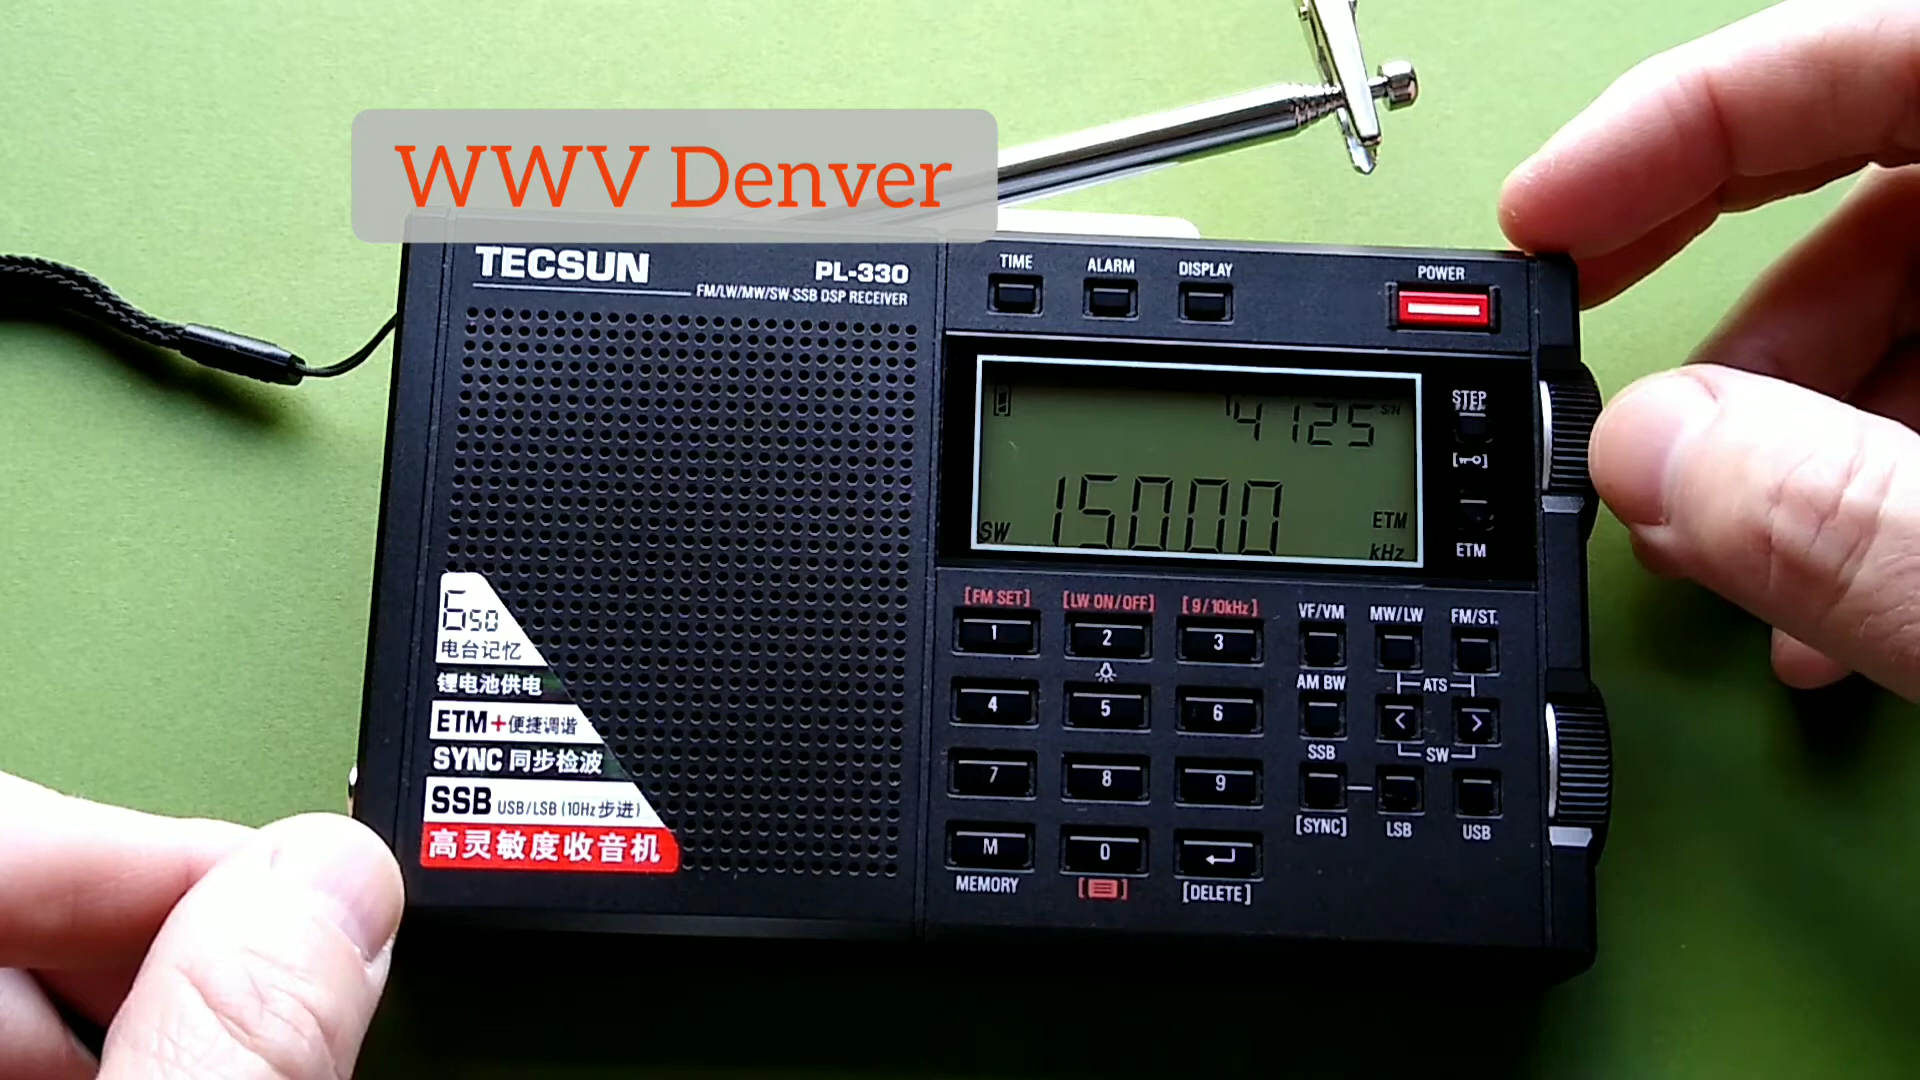 WWV Denver
TECSUN
PL-330
FM/LW/MW/SW-SSB DSP RECEIVER
TIME ALARM DISPLAY POWER
4125
STEP
15000
SW
ETM
kHz
ETM
[FM SET] [LW ON/OFF] [9/10kHz]
VF/VM MW/LW FM/ST.
1 2 3
AM BW ATS
4 5 6 < >
SSB SW
7 8 9
[SYNC] LSB USB
M 0
MEMORY [DELETE]
650
电台记忆
锂电池供电
ETM+便捷调谐
SYNC 同步检波
SSB USB/LSB (10Hz步进)
高灵敏度收音机